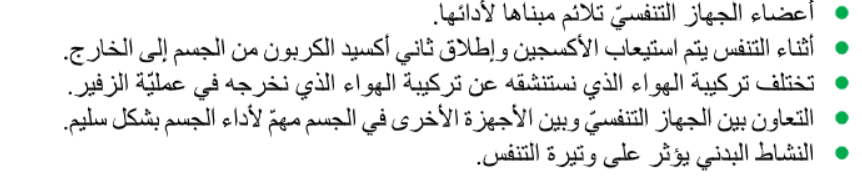 • أعضاء الجهاز التنفسيّ تلائم مبناها لأدائها.
• أثناء التنفس يتم استيعاب الأكسجين وإطلاق ثاني أكسيد الكربون من الجسم إلى الخارج.
• تختلف تركيبة الهواء الذي نستنشقه عن تركيبة الهواء الذي نخرجه في عمليّة الزفير.
• التعاون بين الجهاز التنفسيّ وبين الأجهزة الأخرى في الجسم مهمّ لأداء الجسم بشكل سليم.
• النشاط البدني يؤثر على وتيرة التنفس.